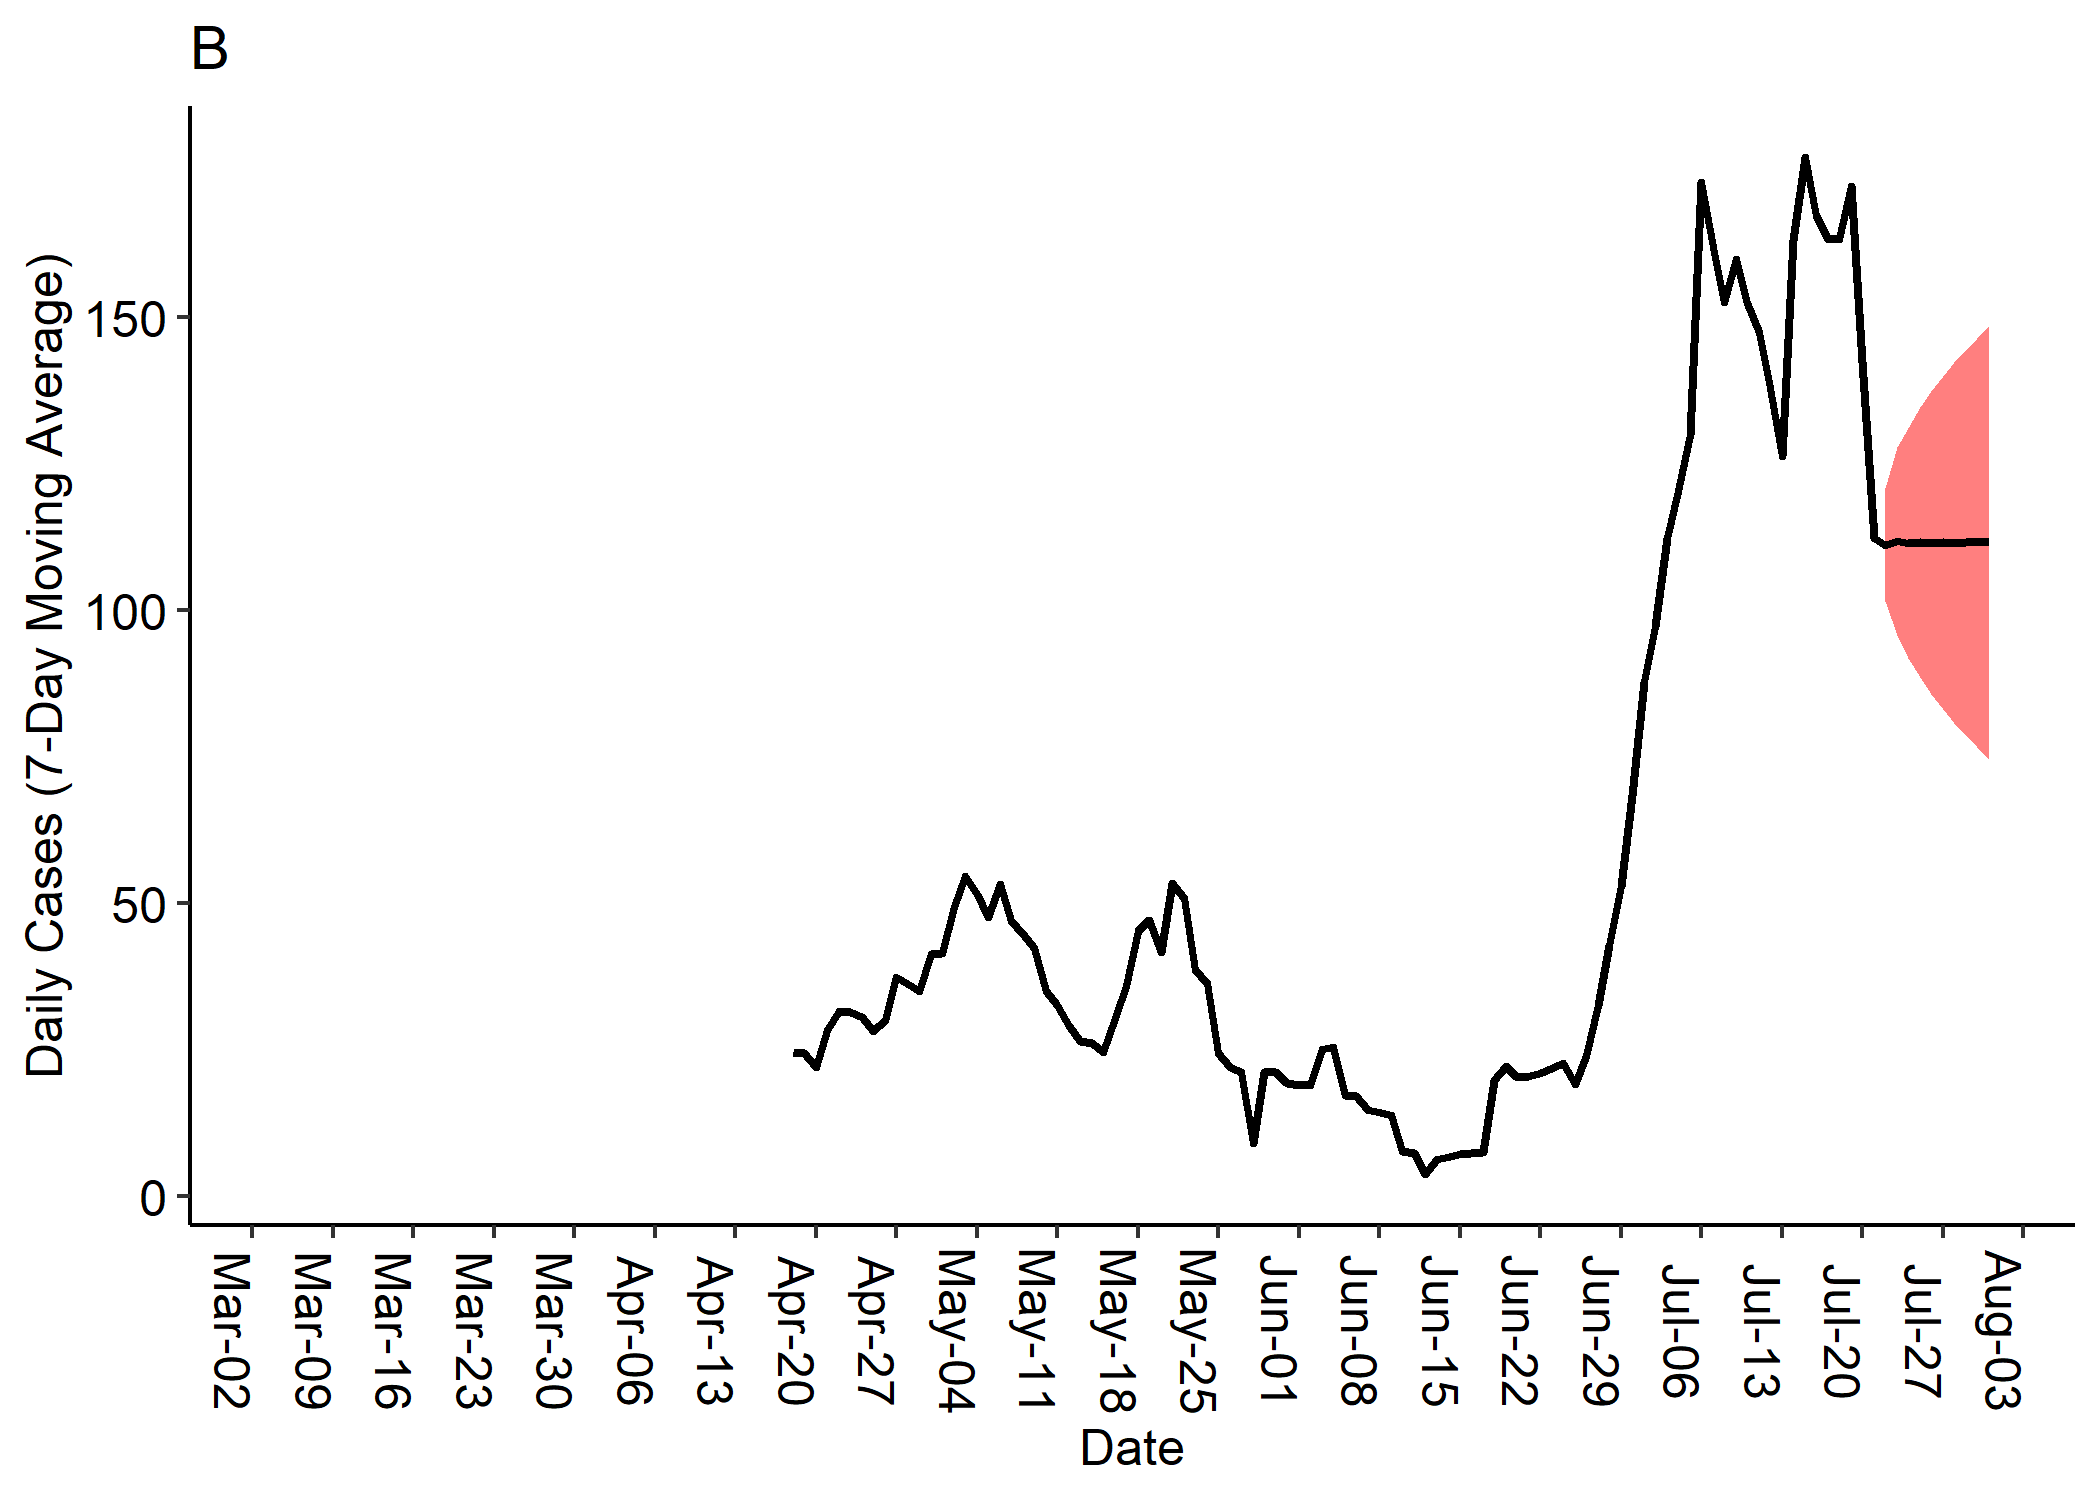 B
Daily Cases (7-Day Moving Average)
150
100
50
0
Mar-02
Mar-09
Mar-16
Mar-23
Mar-30
Apr-06
Apr-13
Apr-20
Apr-27
May-04
May-11
May-18
May-25
Jun-01
Jun-08
Jun-15
Jun-22
Jun-29
Jul-06
Jul-13
Jul-20
Jul-27
Aug-03
Date